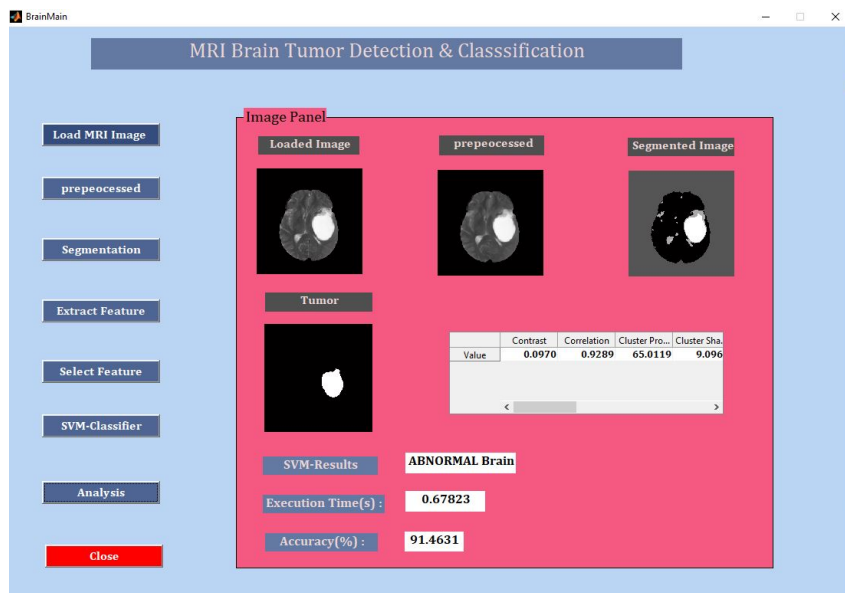 BrainMain
MRI Brain Tumor Detection & Classsification
Load MRI Image
prepeocessed
Segmentation
Extract Feature
Select Feature
SVM-Classifier
Analysis
Close
Image Panel
Loaded Image
prepeocessed
Segmented Image
Tumor
Contrast Correlation Cluster Pro... Cluster Sha.
Value 0.0970 0.9289 65.0119 9.096
SVM-Results ABNORMAL Brain
Execution Time(s) : 0.67823
Accuracy(%) : 91.4631